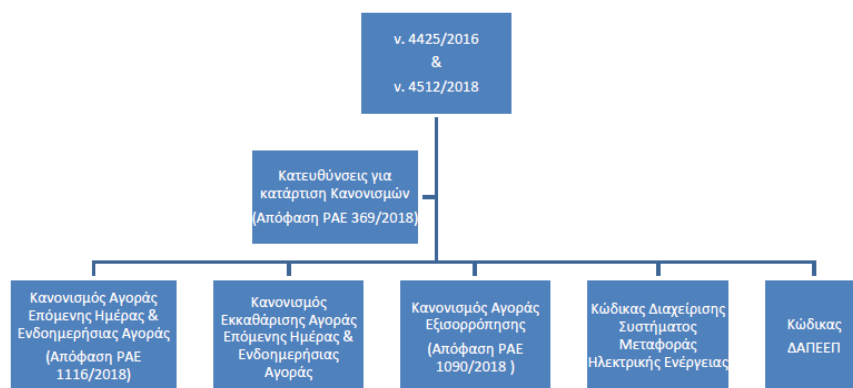 ν. 4425/2016
&
ν. 4512/2018
Κατευθύνσεις για
κατάρτιση Κανονισμών
(Απόφαση ΡΑΕ 369/2018)
Κανονισμός Αγοράς
Επόμενης Ημέρας &
Ενδοημερήσιας Αγοράς
(Απόφαση ΡΑΕ
1116/2018)
Κανονισμός
Εκκαθάρισης Αγοράς
Επόμενης Ημέρας &
Ενδοημερήσιας
Αγοράς
Κανονισμός Αγοράς
Εξισορρόπησης
(Απόφαση ΡΑΕ
1090/2018 )
Κώδικας Διαχείρισης
Συστήματος
Μεταφοράς
Ηλεκτρικής Ενέργειας
Κώδικας
ΔΑΠΕΕΠ